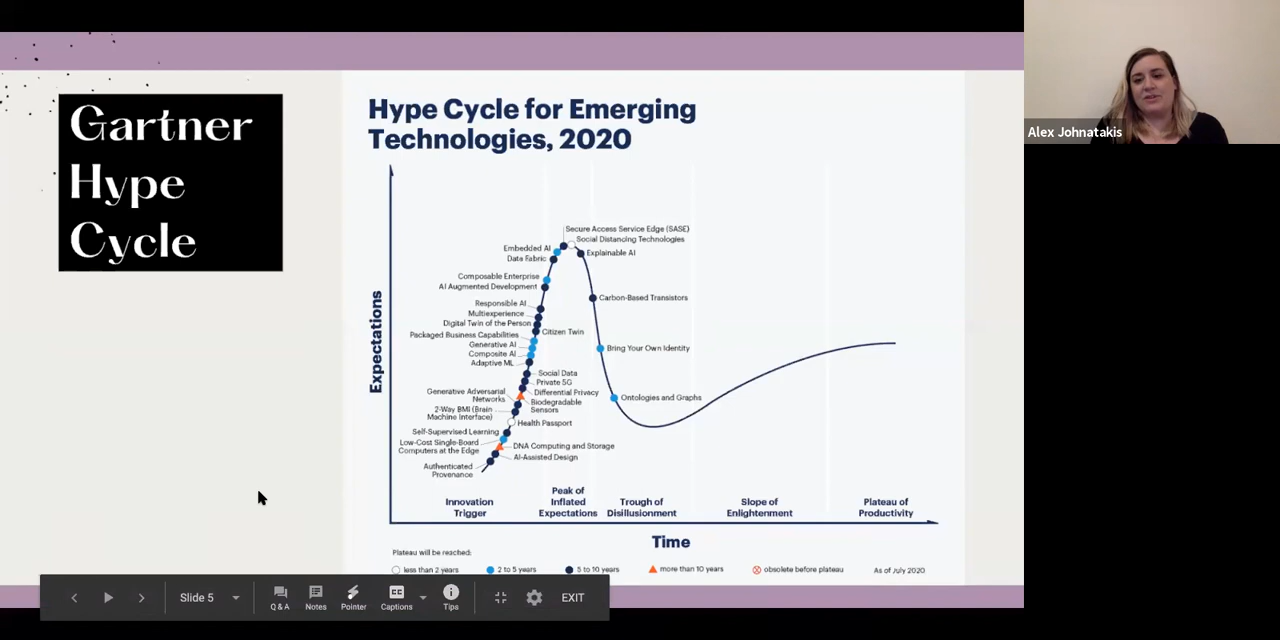 Gartner
Hype
Cycle
Hype Cycle for Emerging
Technologies, 2020
Expectations
Secure Access Service Edge (SASE)
Social Distancing Technologies
Embedded AI
Explainable AI
Data Fabric
Composable Enterprise
AI Augmented Development
Carbon-Based Transistors
Responsible AI
Multiexperience
Digital Twin of the Person
Citizen Twin
Packaged Business Capabilities
Generative AI
Bring Your Own Identity
Composite AI
Adaptive ML
Social Data
Private 5G
Generative Adversarial
Networks
Differential Privacy
Biodegradable
Sensors
Ontologies and Graphs
2-Way BMI (Brain
Machine Interface)
Health Passport
Self-Supervised Learning
Low-Cost Single-Board
Computers at the Edge
DNA Computing and Storage
AI-Assisted Design
Authenticated
Provenance
Innovation
Trigger
Peak of
Inflated
Expectations
Trough of
Disillusionment
Slope of
Enlightenment
Plateau of
Productivity
Time
Plateau will be reached:
less than 2 years
2 to 5 years
5 to 10 years
more than 10 years
obsolete before plateau
As of July 2020
Slide 5
Q & A
Notes
Pointer
CC
Captions
Tips
EXIT
Alex Johnatakis